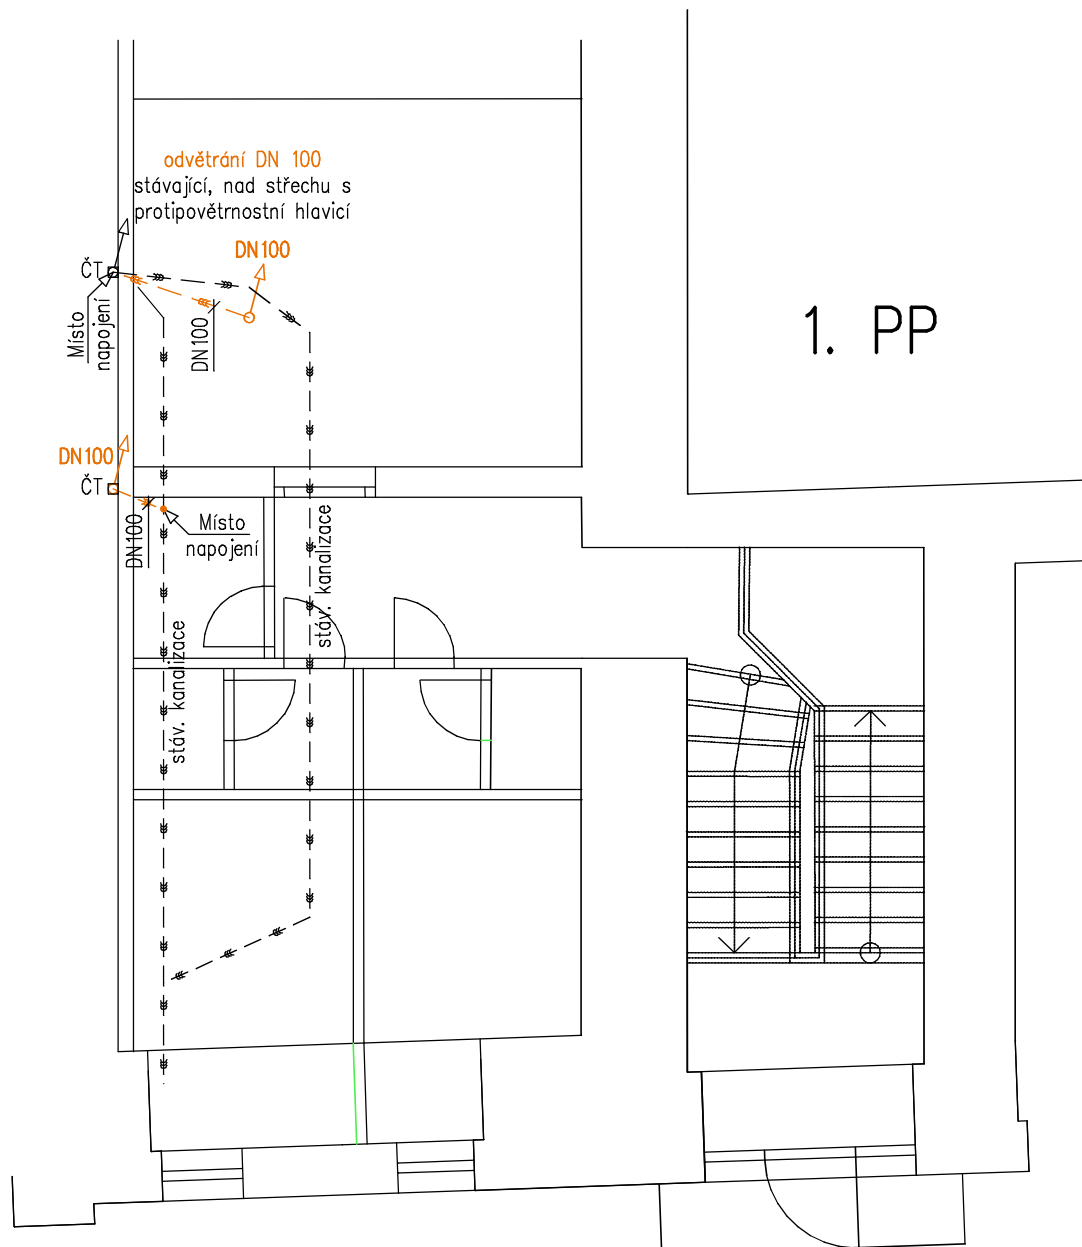 odvětrání DN 100
stávající, nad střechu s
protipovětrnostní hlavicí
DN100
ČT
Místo
napojení
DN100
1. PP
DN100
ČT
DN100
Místo
napojení
stáv. kanalizace
stáv. kanalizace